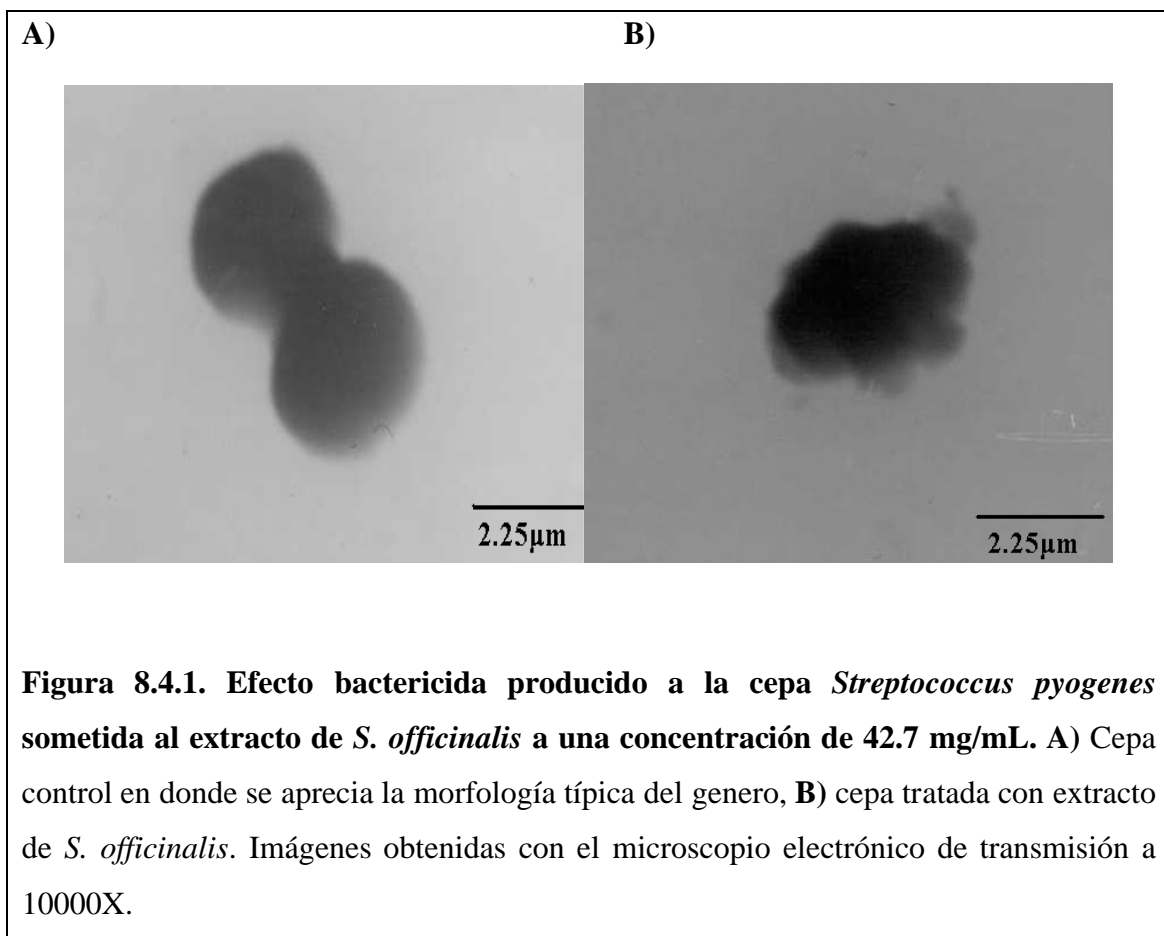 A) B)
2.25µm 2.25µm
Figura 8.4.1. Efecto bactericida producido a la cepa Streptococcus pyogenes
sometida al extracto de S. officinalis a una concentración de 42.7 mg/mL. A) Cepa
control en donde se aprecia la morfología típica del genero, B) cepa tratada con extracto
de S. officinalis. Imágenes obtenidas con el microscopio electrónico de transmisión a
10000X.